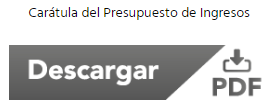 Carátula del Presupuesto de Ingresos
Descargar
PDF